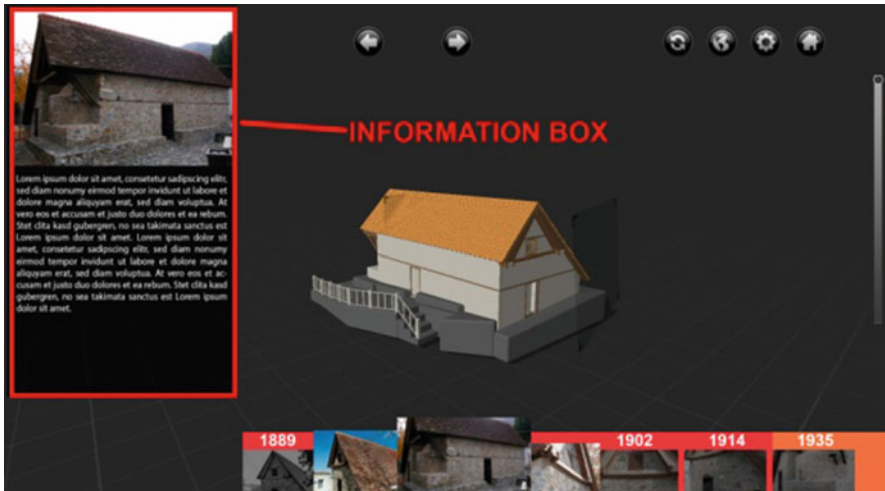 INFORMATION BOX
Lorem ipsum dolor sit amet, consetetur sadipscing elitr,
sed diam nonumy eirmod tempor invidunt ut labore et
dolore magna aliquyam erat, sed diam voluptua. At
vero eos et accusam et justo duo dolores et ea rebum.
Stet clita kasd gubergren, no sea takimata sanctus est
Lorem ipsum dolor sit amet. Lorem ipsum dolor sit
amet, consetetur sadipscing elitr, sed diam nonumy
eirmod tempor invidunt ut labore et dolore magna
aliquyam erat, sed diam voluptua. At vero eos et ac-
cusam et justo duo dolores et ea rebum. Stet clita kasd
gubergren, no sea takimata sanctus est Lorem ipsum
dolor sit amet.
1889 1902 1914 1935